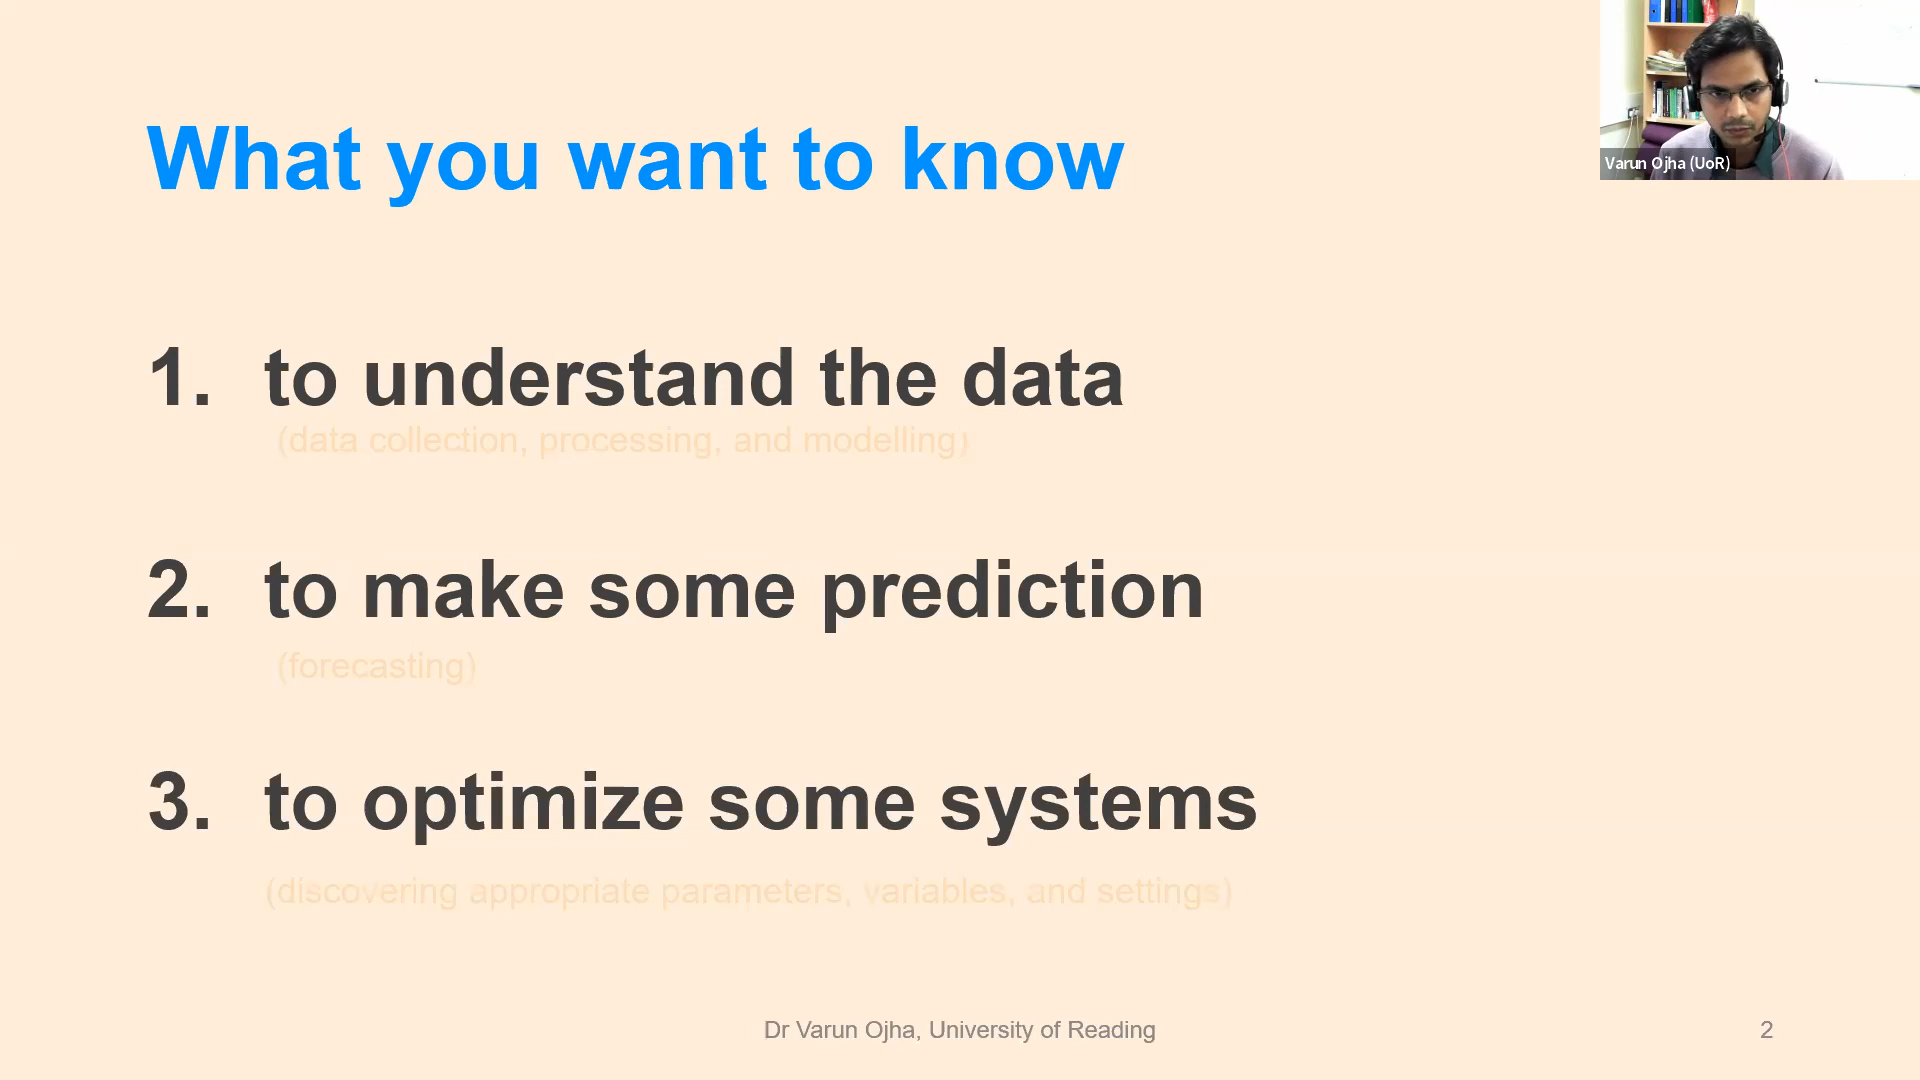 What you want to know
Varun Ojha (UoR)
1. to understand the data
(data collection, processing, and modelling)
2. to make some prediction
(forecasting)
3. to optimize some systems
(discovering appropriate parameters, variables, and settings)
Dr Varun Ojha, University of Reading
2